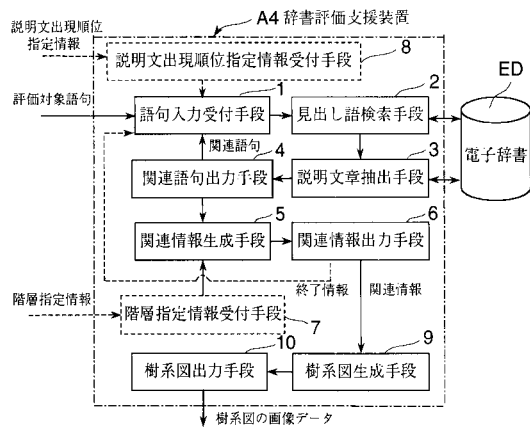 A4 辞書評価支援装置
説明文出現順位
指定情報
説明文出現順位指定情報受付手段
8
1
2
ED
評価対象語句
語句入力受付手段
見出し語検索手段
関連語句
4
3
電子辞書
関連語句出力手段
説明文章抽出手段
5
6
関連情報生成手段
関連情報出力手段
階層指定情報
終了情報
関連情報
階層指定情報受付手段
7
10
9
樹系図出力手段
樹系図生成手段
樹系図の画像データ